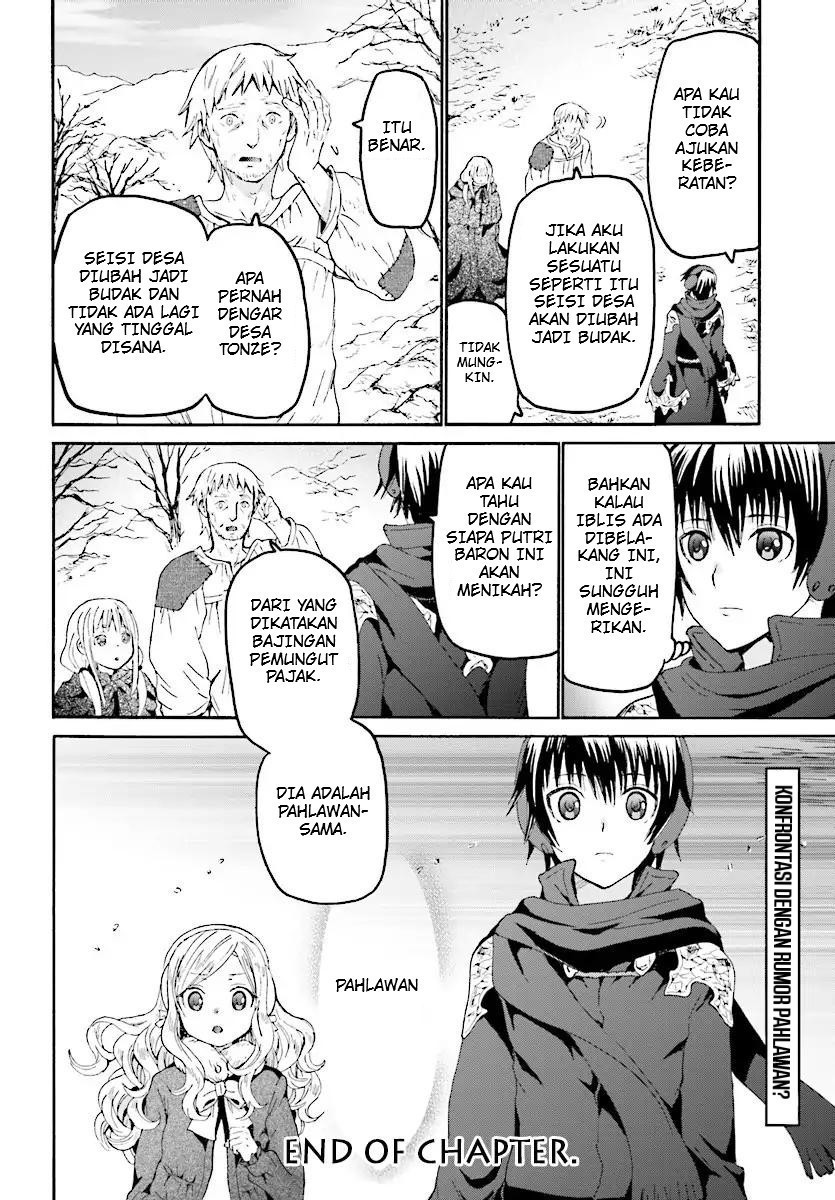 APA KAU
TIDAK
COBA
AJUKAN
KEBE-
RATAN?
JIKA AKU
LAKUKAN
SESUATU
SEPERTI ITU
SEISI DESA
AKAN DIUBAH
JADI BUDAK.
TIDAK
MUNG-
KIN.
ITU
BENAR.
APA
PERNAH
DENGAR
DESA
TONZE?
SEISI DESA
DIUBAH JADI
BUDAK DAN
TIDAK ADA LAGI
YANG TINGGAL
DISANA.
BAHKAN
KALAU
IBLIS ADA
DIBELA-
KANG INI,
INI
SUNGGUH
MENGE-
RIKAN.
APA KAU
TAHU
DENGAN
SIAPA PUTRI
BARON INI
AKAN
MENIKAH?
DARI YANG
DIKATAKAN
BAJINGAN
PEMUNGUT
PAJAK.
DIA ADALAH
PAHLAWAN-
SAMA.
PAHLAWAN
KONFRONTASI DENGAN RUMOR PAHLAWAN?
END OF CHAPTER.